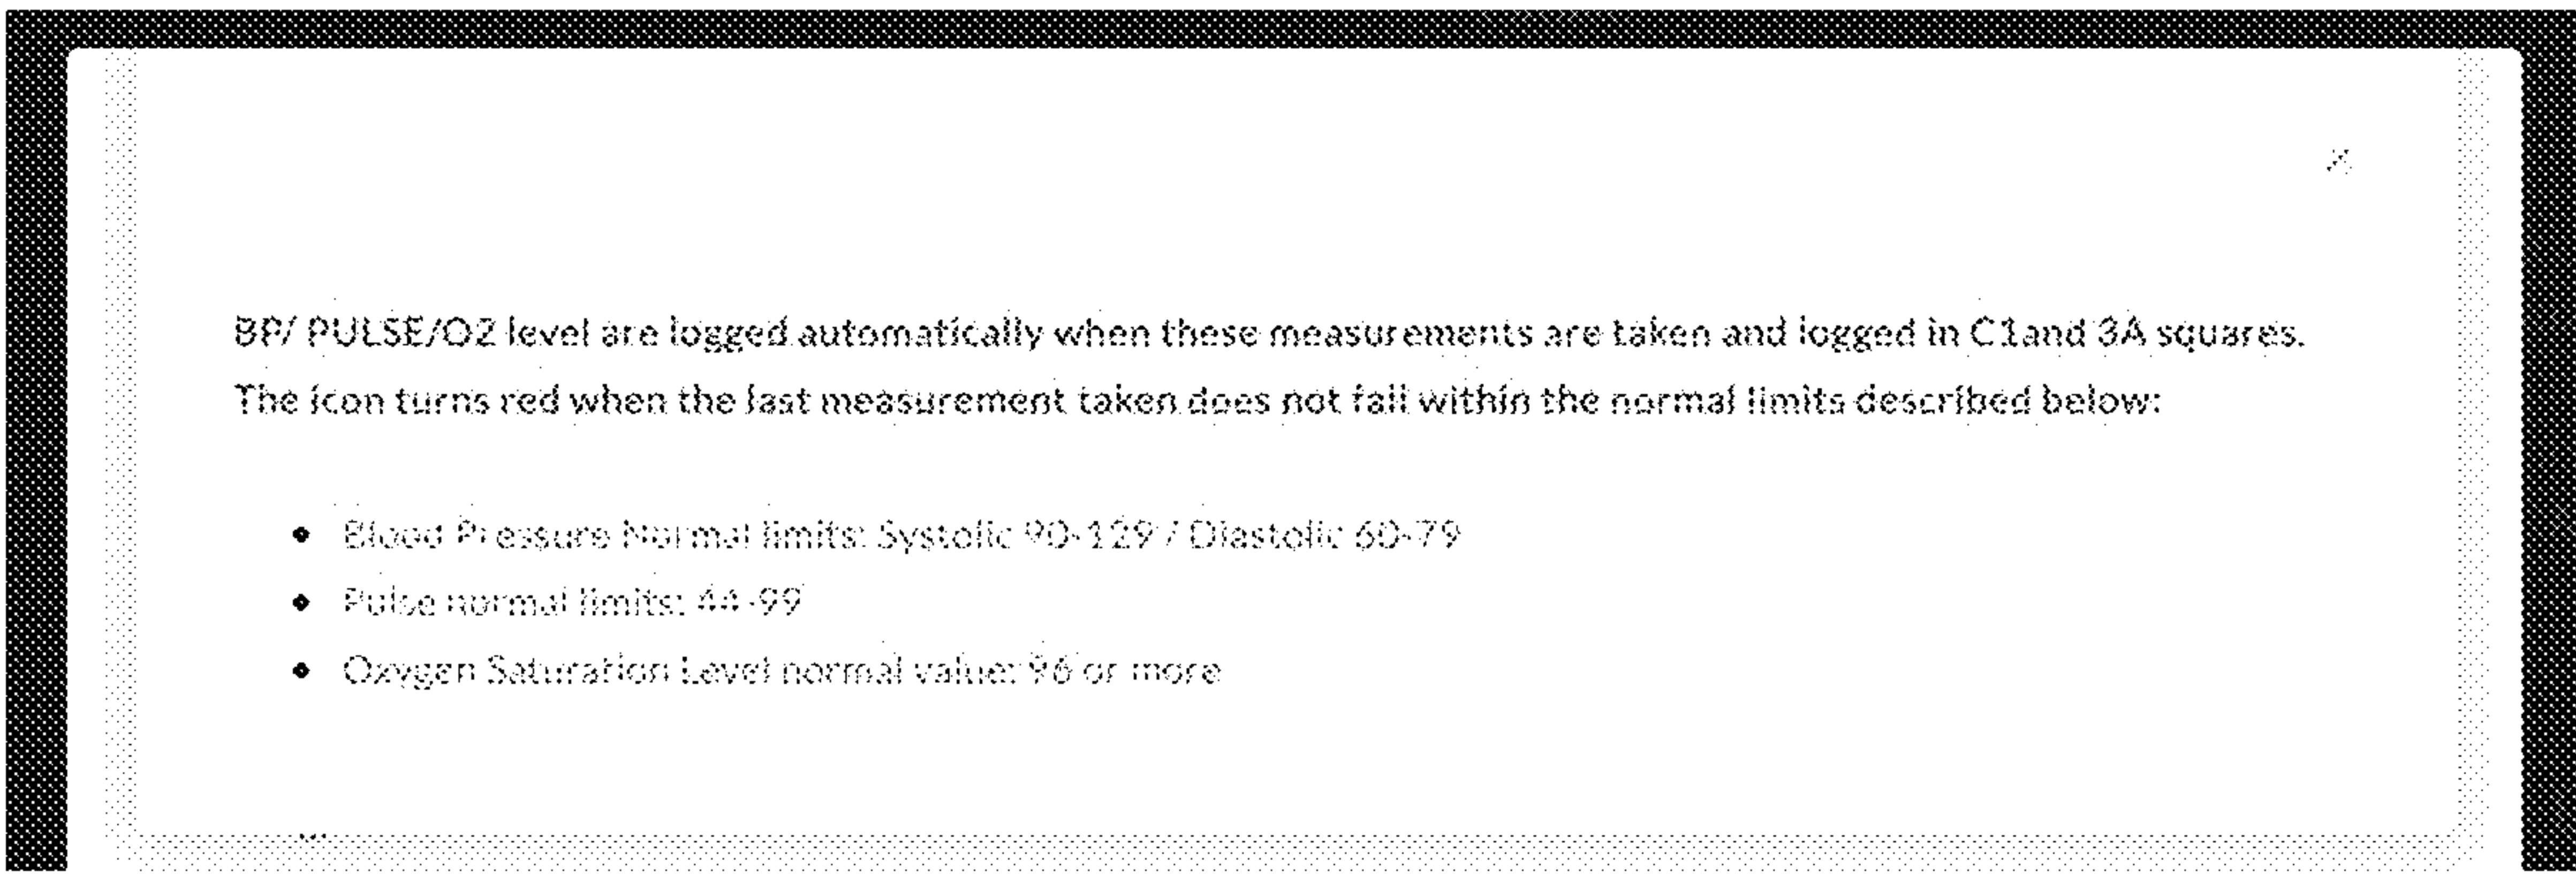 BP/ PULSE/O2 level are logged automatically when these measurements are taken and logged in C1and 3A squares.
The icon turns red when the last measurement taken does not fall within the normal limits described below:
• Blood Pressure Normal limits: Systolic 90-129 / Diastolic 60-79
• Pulse normal limits: 44-99
• Oxygen Saturation Level normal value: 96 or more